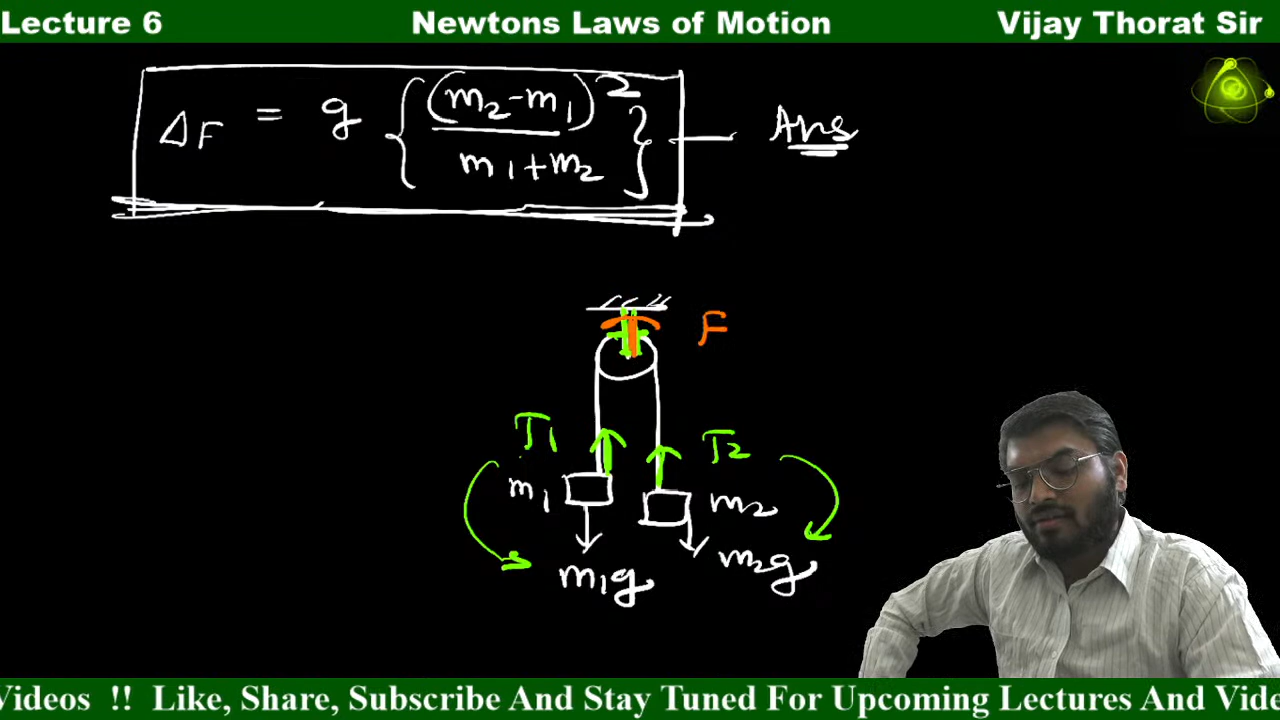 Lecture 6 Newtons Laws of Motion Vijay Thorat Sir
ΔF = g { (m2-m1)^2 / m1+m2 } — Ans
F
T1 T2
m1 m2
m1g m2g
Videos !! Like, Share, Subscribe And Stay Tuned For Upcoming Lectures And Vide